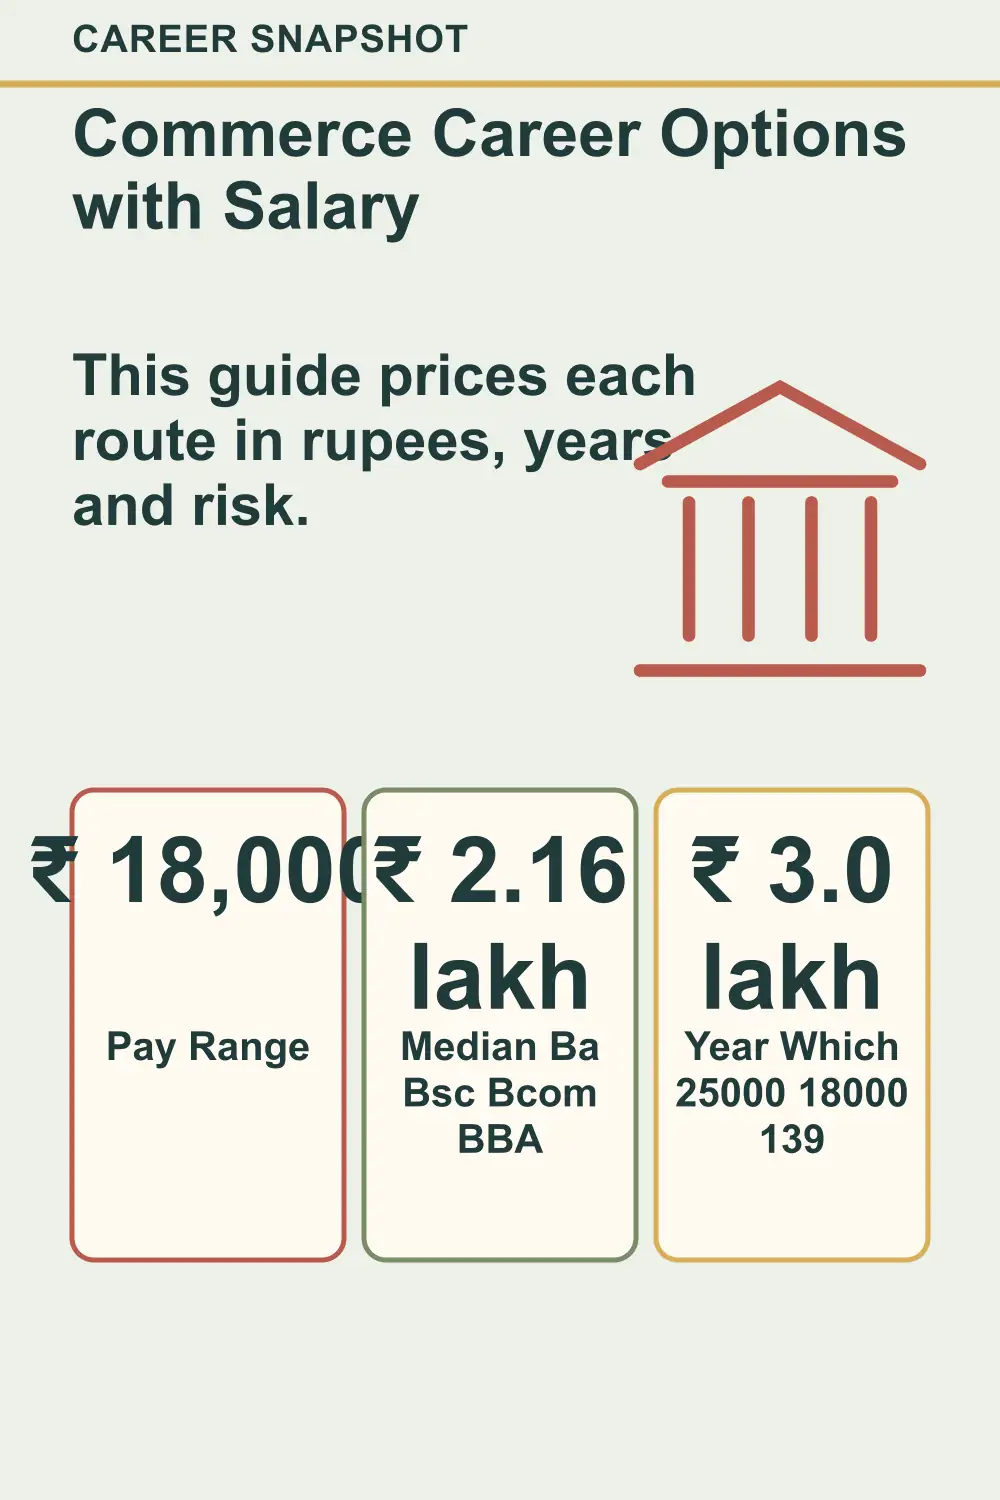 CAREER SNAPSHOT
Commerce Career Options
with Salary
This guide prices each
route in rupees, years
and risk.
₹ 18,000
Pay Range
₹ 2.16
lakh
Median Ba
Bsc Bcom
BBA
₹ 3.0
lakh
Year Which
25000 18000
139